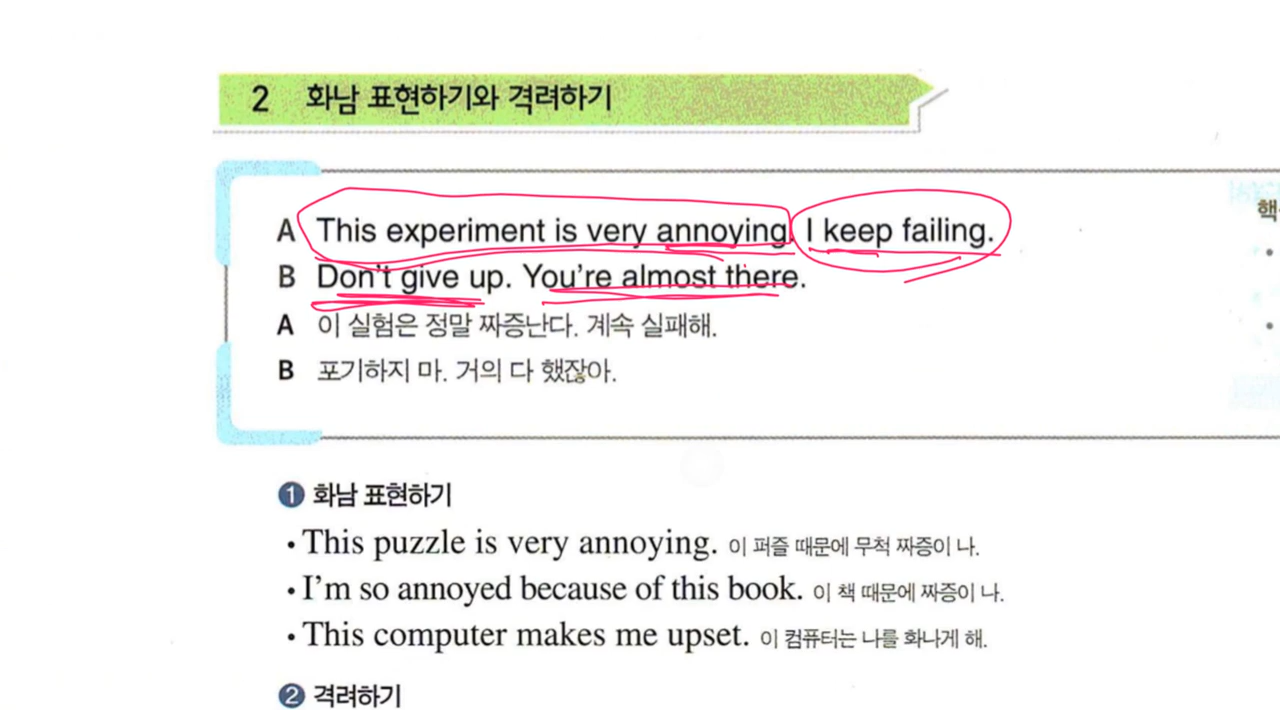 2 화남 표현하기와 격려하기
A This experiment is very annoying. I keep failing.
B Don't give up. You're almost there.
A 이 실험은 정말 짜증난다. 계속 실패해.
B 포기하지 마. 거의 다 했잖아.
1 화남 표현하기
• This puzzle is very annoying. 이 퍼즐 때문에 무척 짜증이 나.
• I'm so annoyed because of this book. 이 책 때문에 짜증이 나.
• This computer makes me upset. 이 컴퓨터는 나를 화나게 해.
2 격려하기